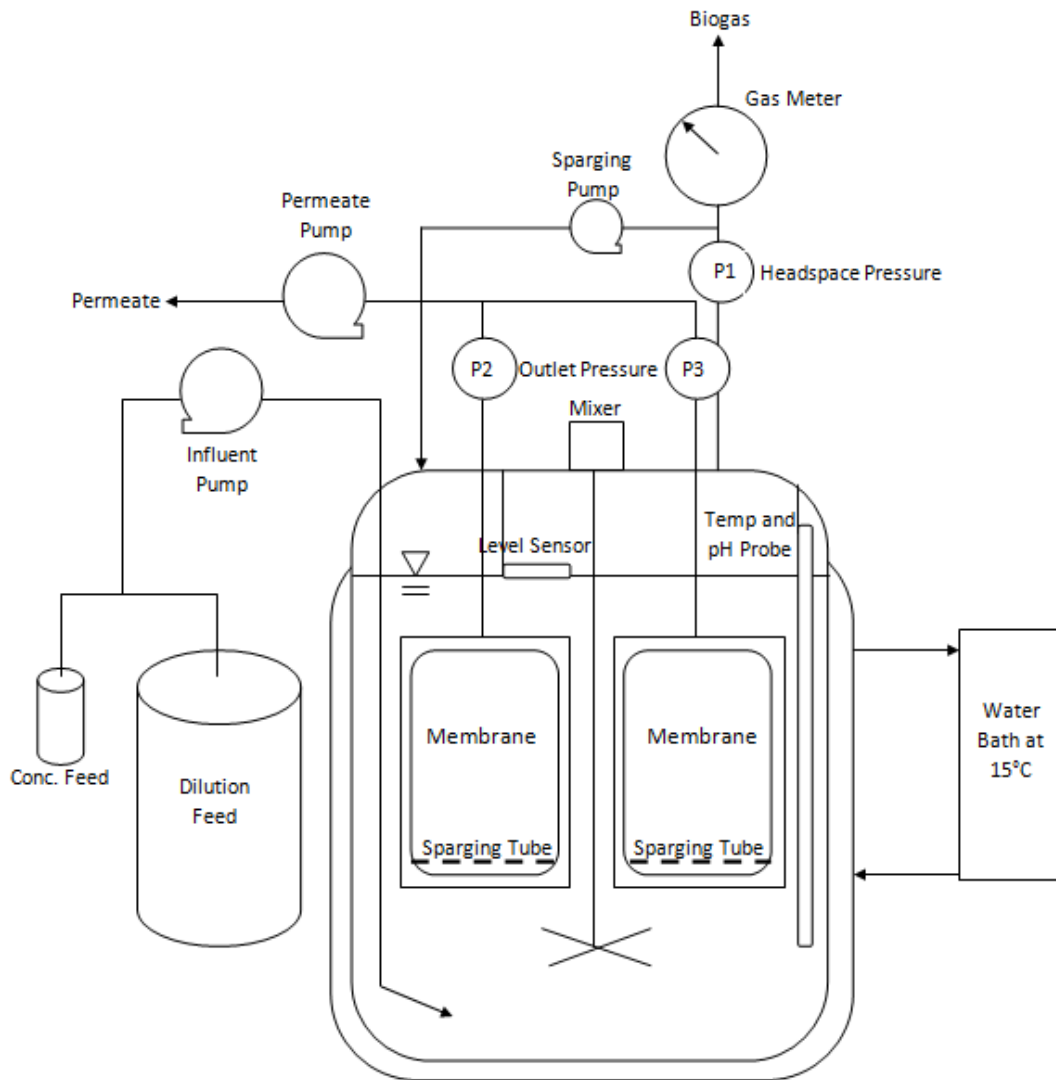 Biogas
Gas Meter
Sparging
Pump
Permeate
Pump
P1
Headspace Pressure
Permeate
P2
Outlet Pressure
P3
Mixer
Influent
Pump
Temp and
pH Probe
Level Sensor
Membrane
Membrane
Water
Bath at
15°C
Conc. Feed
Dilution
Feed
Sparging Tube
Sparging Tube